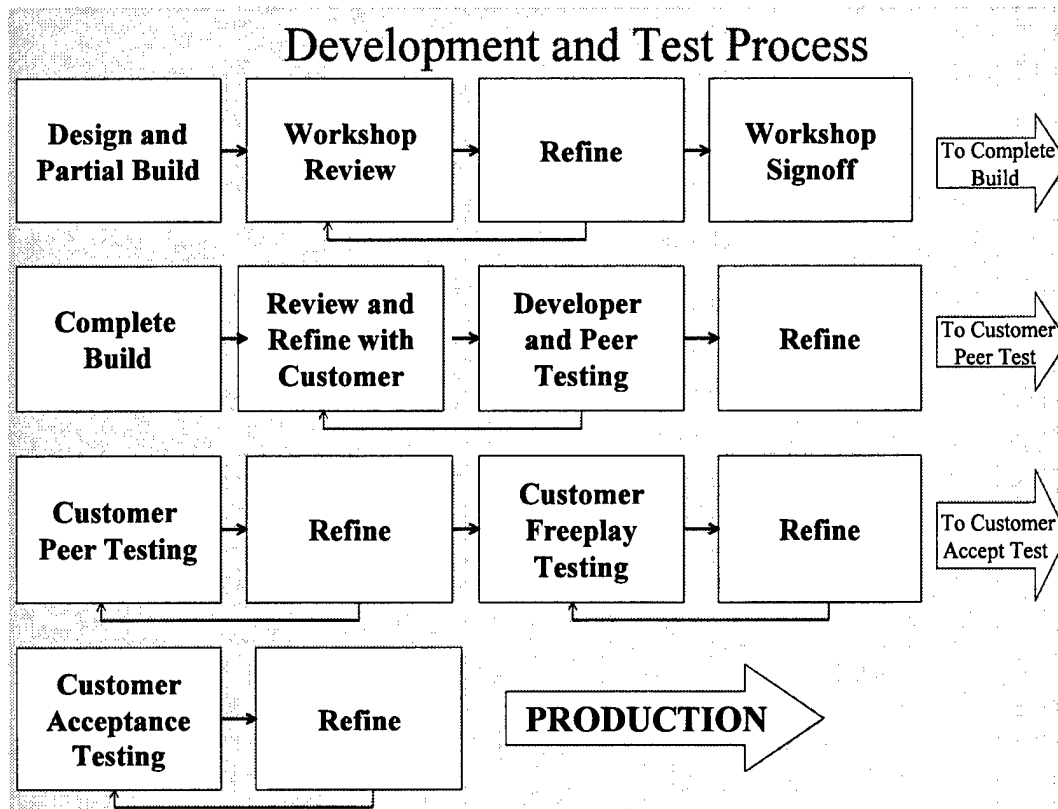 Development and Test Process
Design and
Partial Build
Workshop
Review
Refine
Workshop
Signoff
To Complete
Build
Complete
Build
Review and
Refine with
Customer
Developer
and Peer
Testing
Refine
To Customer
Peer Test
Customer
Peer Testing
Refine
Customer
Freeplay
Testing
Refine
To Customer
Accept Test
Customer
Acceptance
Testing
Refine
PRODUCTION